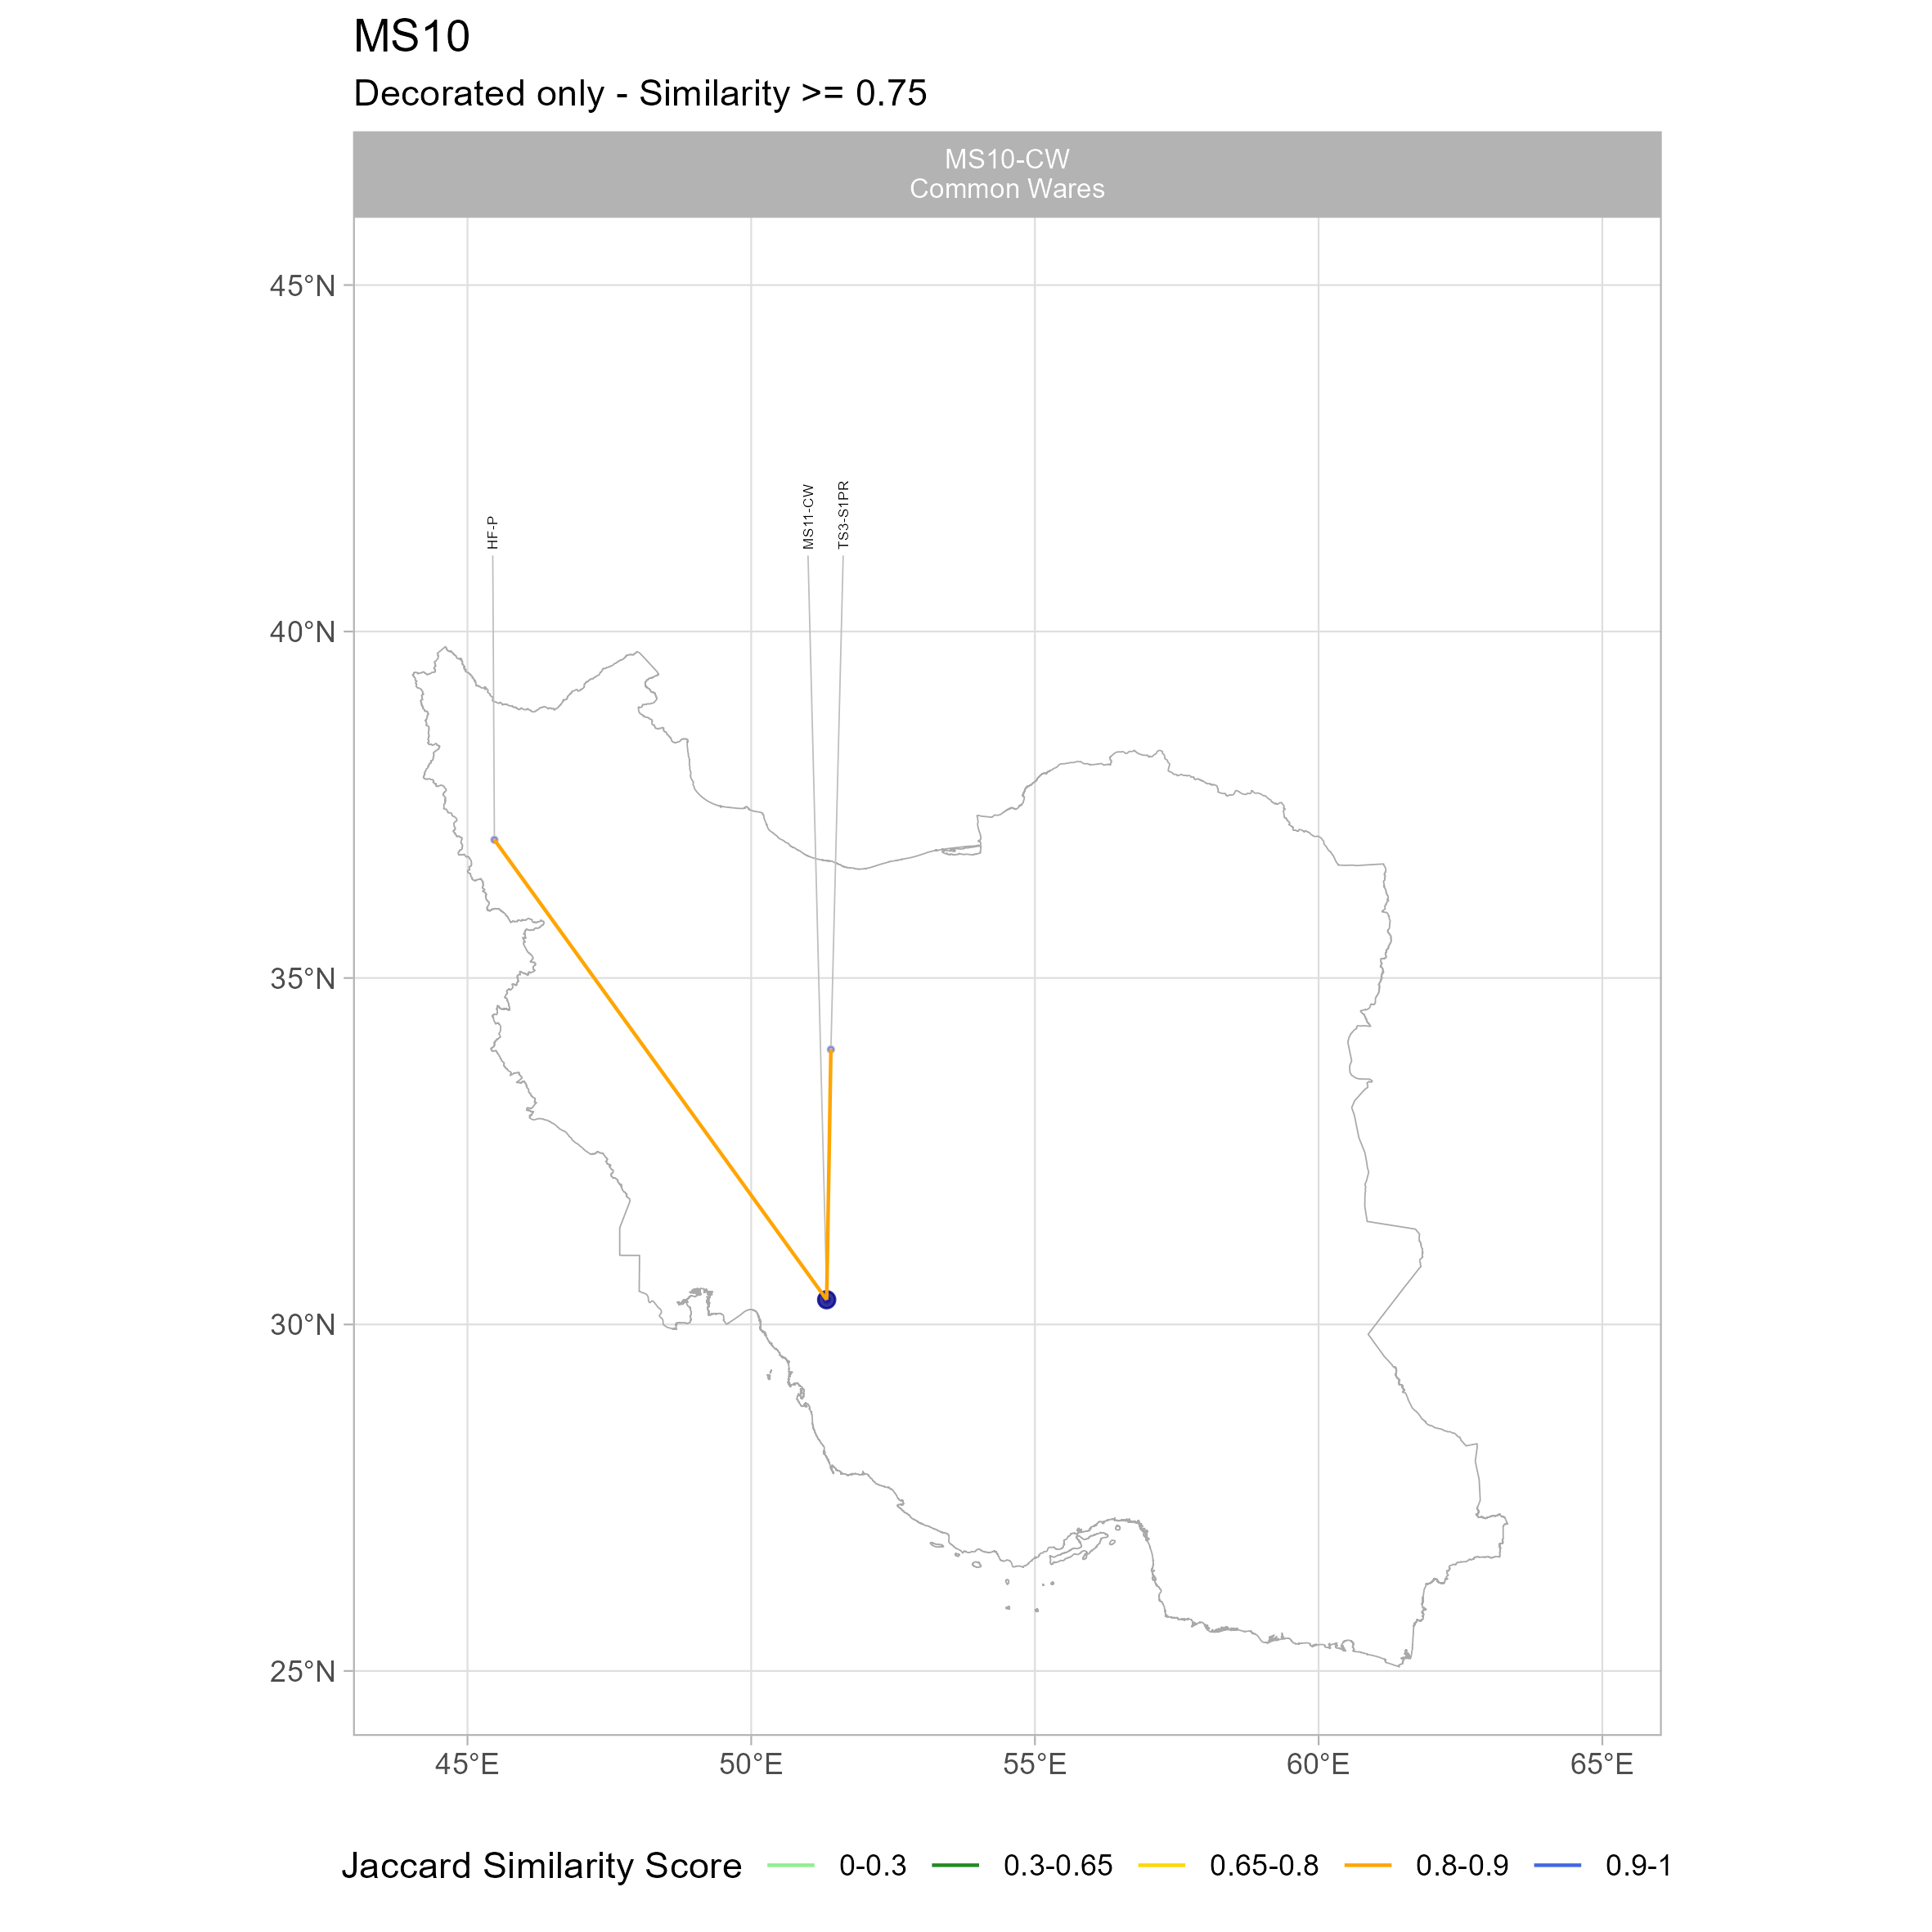 MS10
Decorated only - Similarity >= 0.75
MS10-CW
Common Wares
45°N
40°N
35°N
30°N
25°N
HF-P
MS11-CW
TS3-S1PR
45°E
50°E
55°E
60°E
65°E
Jaccard Similarity Score
0-0.3
0.3-0.65
0.65-0.8
0.8-0.9
0.9-1